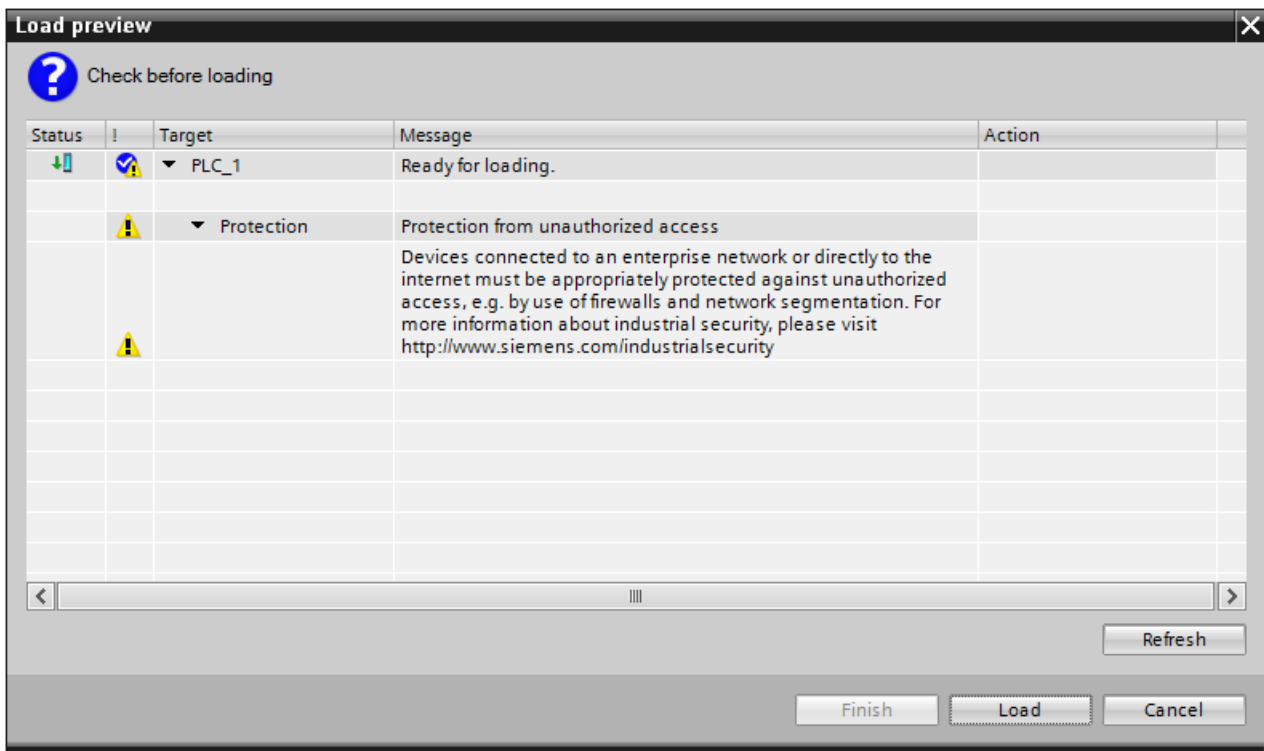 Load preview
Check before loading
Status ! Target Message Action
PLC_1 Ready for loading.
Protection Protection from unauthorized access
Devices connected to an enterprise network or directly to the
internet must be appropriately protected against unauthorized
access, e.g. by use of firewalls and network segmentation. For
more information about industrial security, please visit
http://www.siemens.com/industrialsecurity
Refresh
Finish Load Cancel